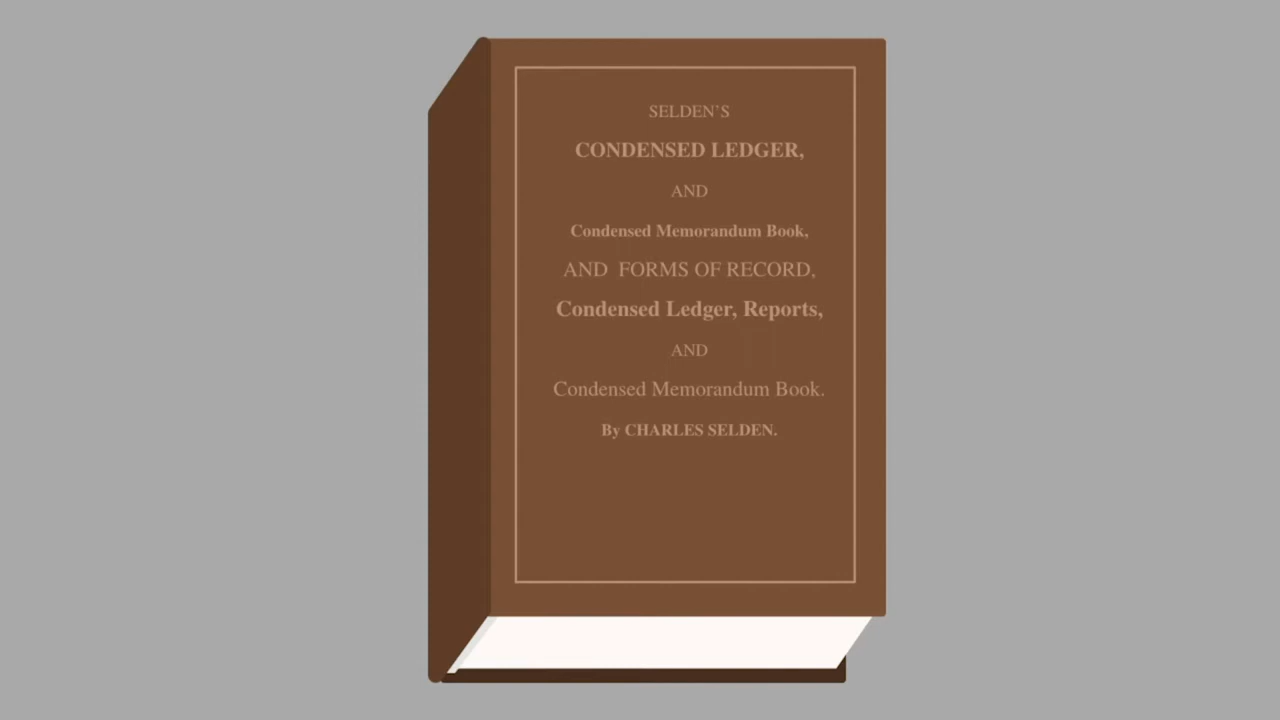 SELDEN’S
CONDENSED LEDGER,
AND
Condensed Memorandum Book,
AND FORMS OF RECORD,
Condensed Ledger, Reports,
AND
Condensed Memorandum Book.
By CHARLES SELDEN.